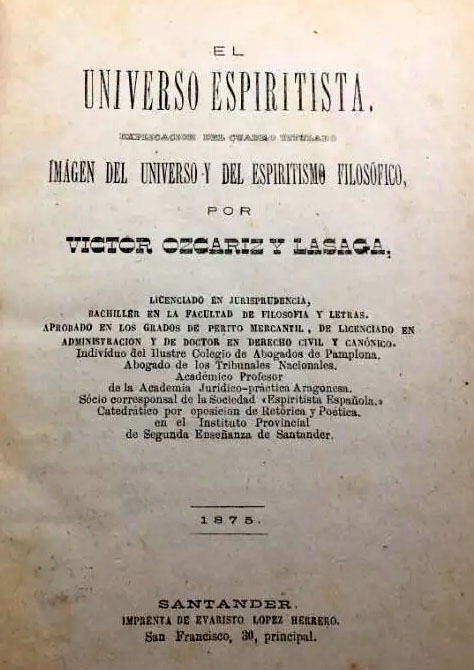 EL
UNIVERSO ESPIRITISTA.
EXPLICACION DEL CUADRO TITULADO
IMÁGEN DEL UNIVERSO Y DEL ESPIRITISMO FILOSÓFICO,
POR
VICTOR OZCARIZ Y LASAGA,
LICENCIADO EN JURISPRUDENCIA,
BACHILLER EN LA FACULTAD DE FILOSOFIA Y LETRAS.
APROBADO EN LOS GRADOS DE PERITO MERCANTIL, DE LICENCIADO EN
ADMINISTRACION Y DE DOCTOR EN DERECHO CIVIL Y CANÓNICO.
Indivíduo del Ilustre Colegio de Abogados de Pamplona.
Abogado de los Tribunales Nacionales.
Académico Profesor
de la Academia Jurídico-práctica Aragonesa.
Sócio corresponsal de la Sociedad «Espiritista Española.»
Catedrático por oposicion de Retórica y Poética.
en el Instituto Provincial
de Segunda Enseñanza de Santander.
1875.
SANTANDER.
IMPRENTA DE EVARISTO LOPEZ HERRERO.
San Francisco, 30, principal.